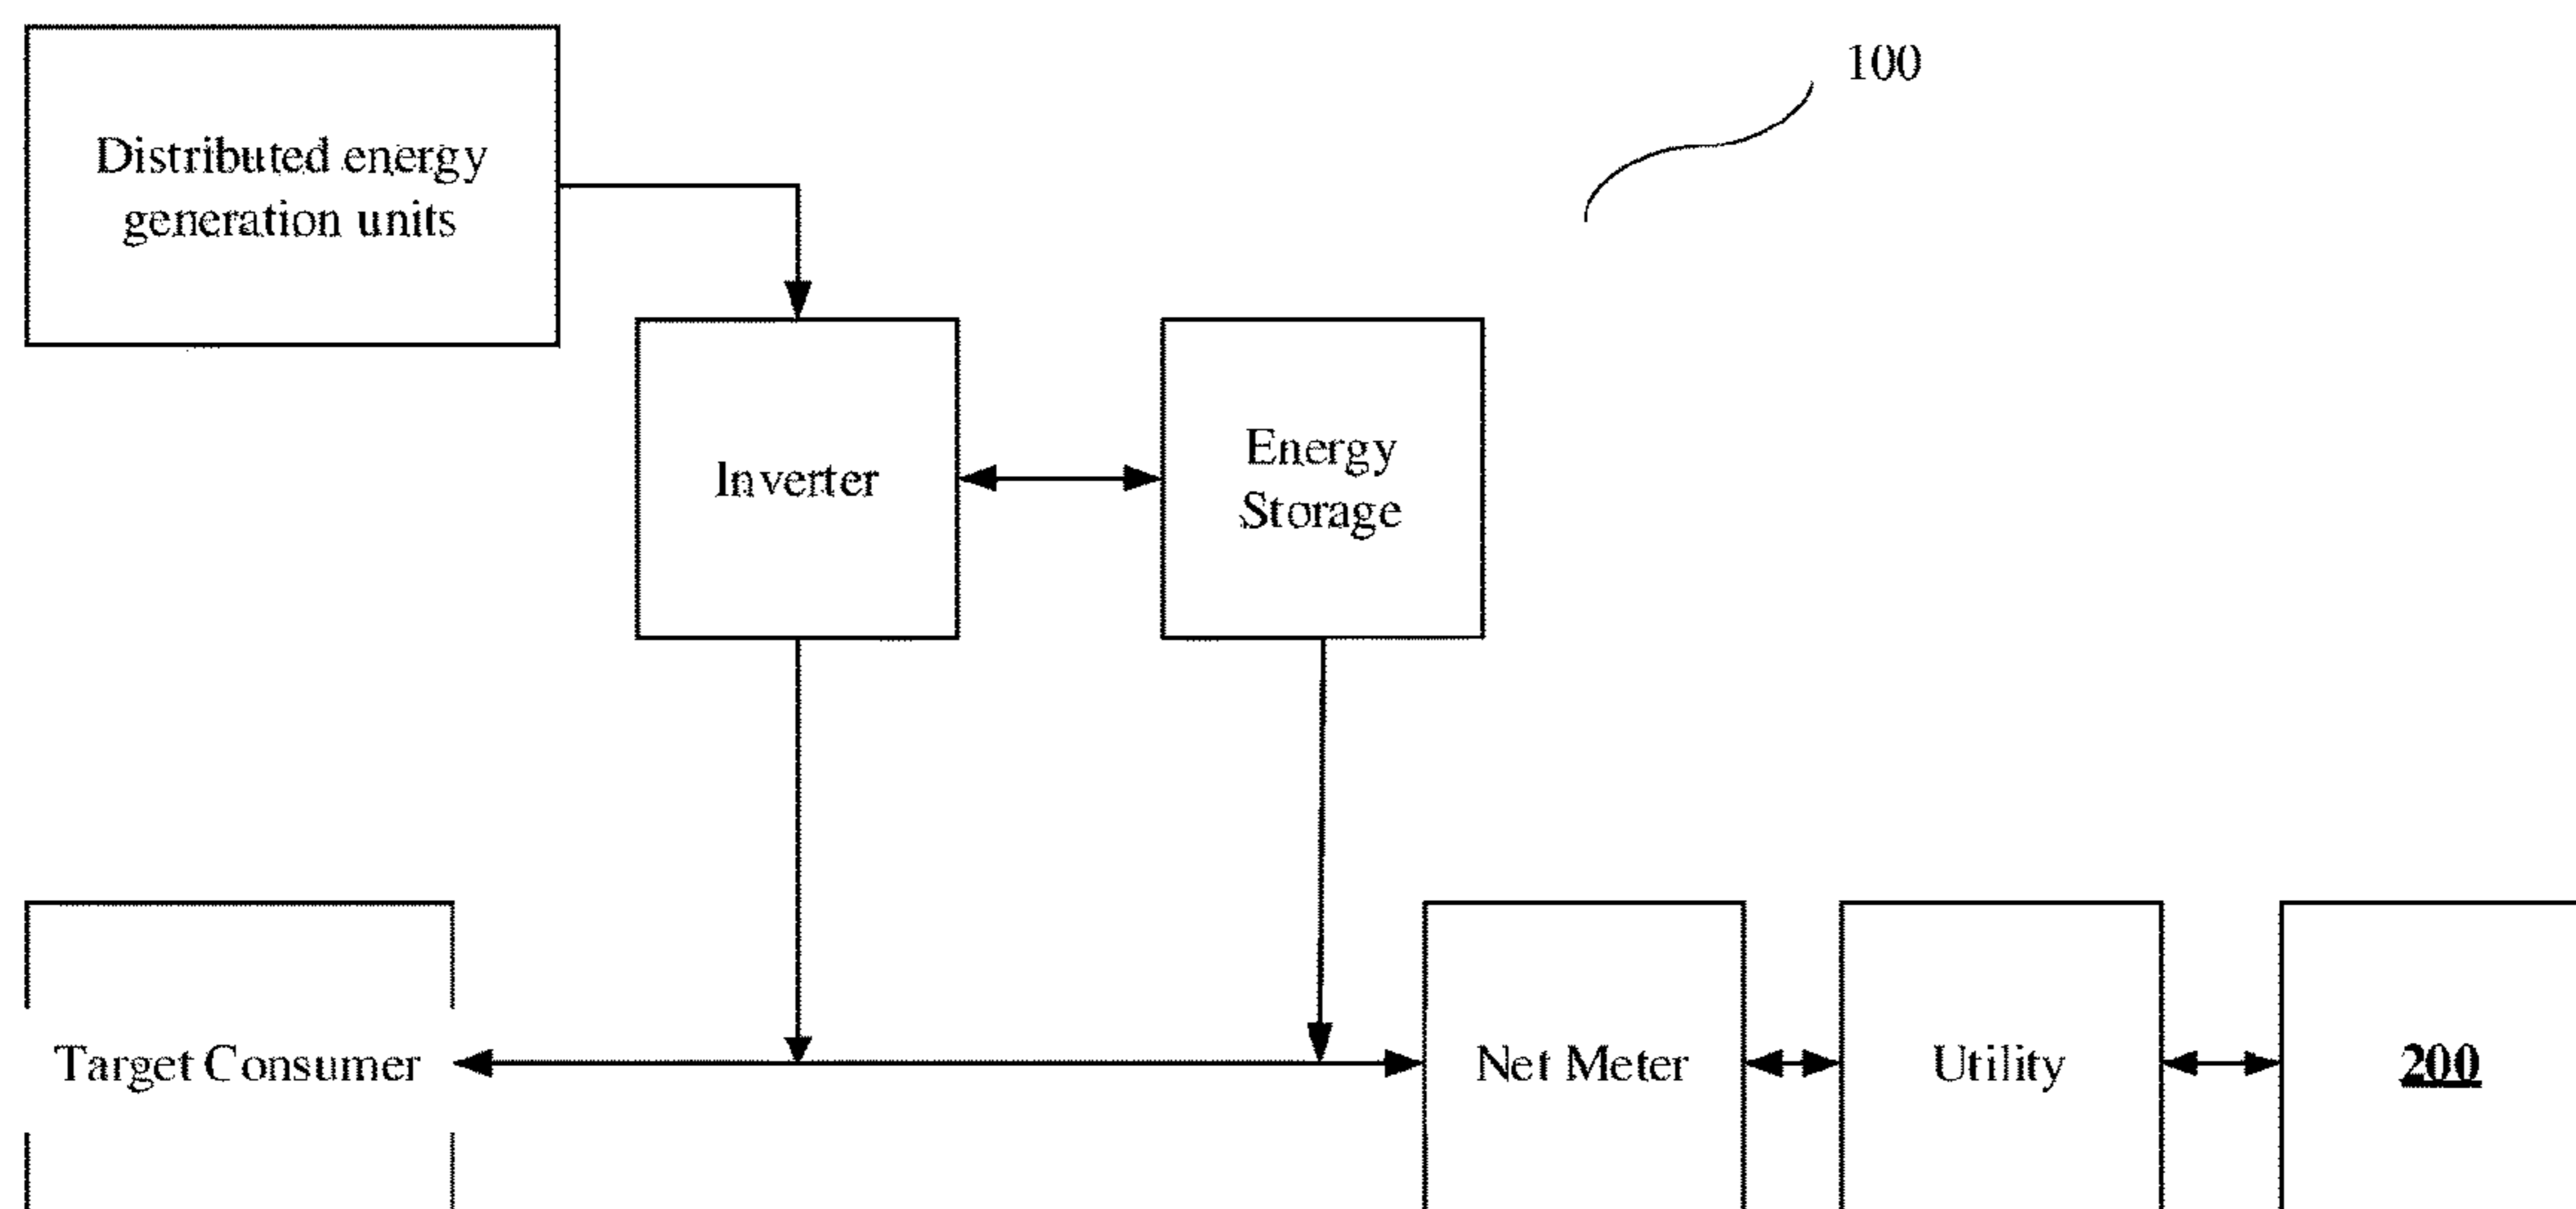 100
Distributed energy
generation units
Inverter
Energy
Storage
Target Consumer
Net Meter
Utility
200